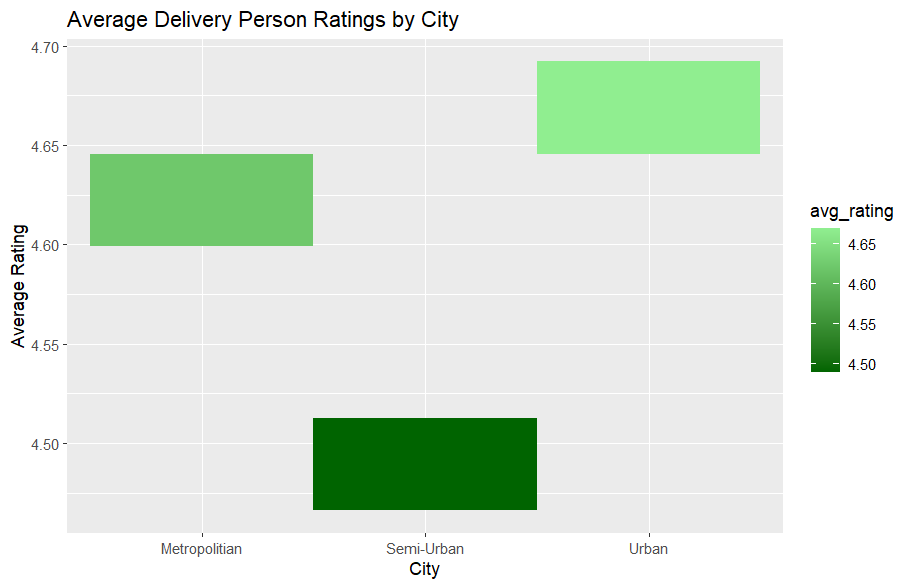 Average Delivery Person Ratings by City
4.70
4.65
4.60
4.55
4.50
Average Rating
Metropolitian
Semi-Urban
Urban
City
avg_rating
4.65
4.60
4.55
4.50